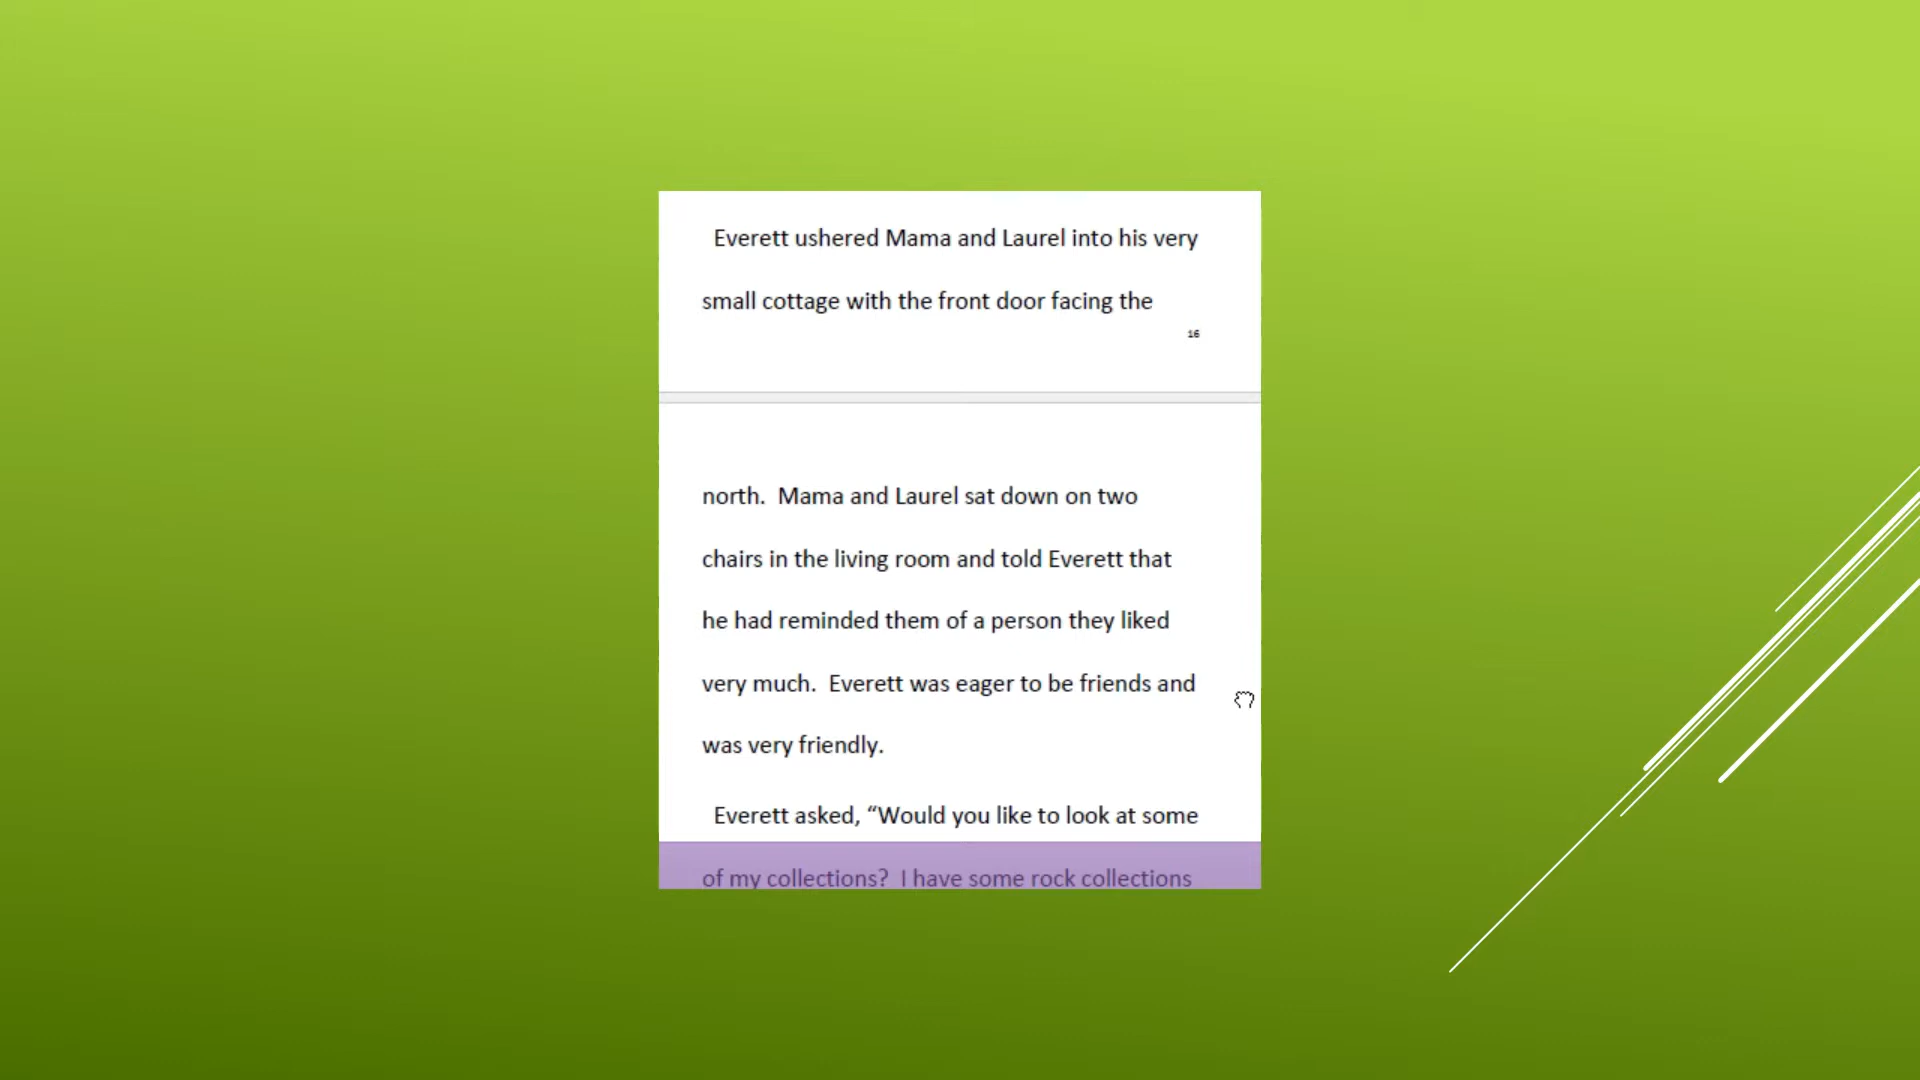 Everett ushered Mama and Laurel into his very
small cottage with the front door facing the
16
north.  Mama and Laurel sat down on two
chairs in the living room and told Everett that
he had reminded them of a person they liked
very much.  Everett was eager to be friends and
was very friendly.
Everett asked, “Would you like to look at some
of my collections?  I have some rock collections